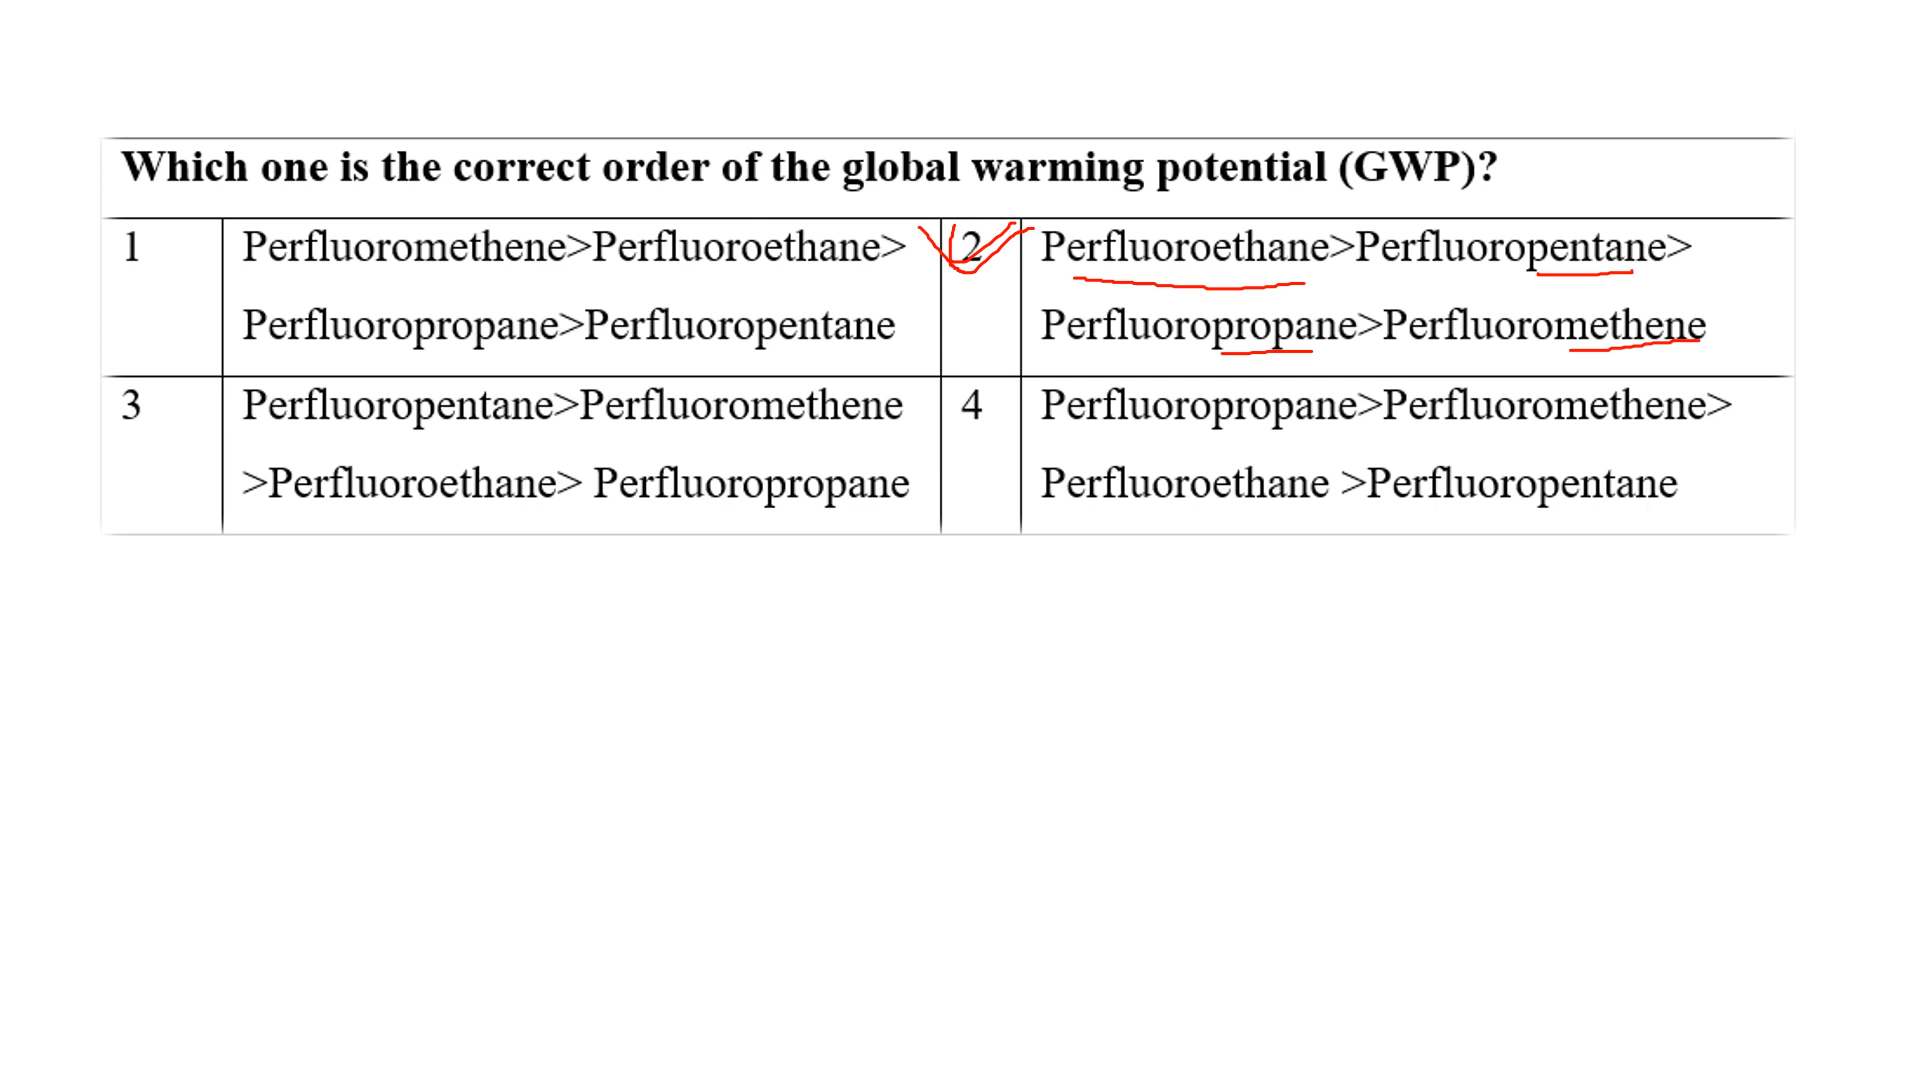 Which one is the correct order of the global warming potential (GWP)?
1
Perfluoromethene>Perfluoroethane>
Perfluoropropane>Perfluoropentane
2
Perfluoroethane>Perfluoropentane>
Perfluoropropane>Perfluoromethene
3
Perfluoropentane>Perfluoromethene
>Perfluoroethane> Perfluoropropane
4
Perfluoropropane>Perfluoromethene>
Perfluoroethane >Perfluoropentane